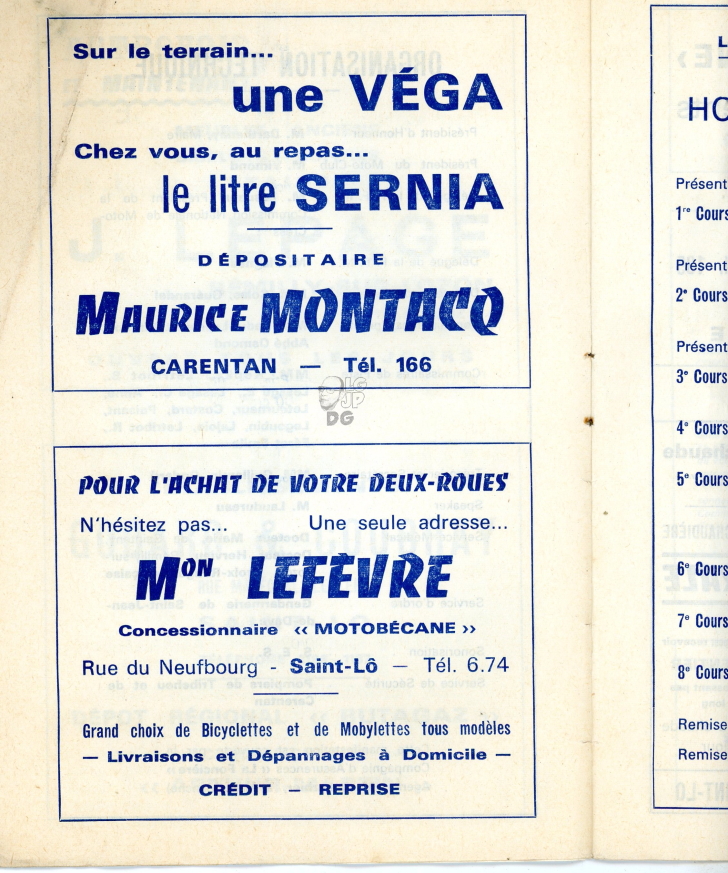 Sur le terrain...
une VÉGA
Chez vous, au repas...
le litre SERNIA
DÉPOSITAIRE
MAURICE MONTACQ
CARENTAN — Tél. 166
LG
JP
DG
POUR L'ACHAT DE VOTRE DEUX-ROUES
N'hésitez pas... Une seule adresse...
MON LEFÈVRE
Concessionnaire « MOTOBÉCANE »
Rue du Neufbourg - Saint-Lô — Tél. 6.74
Grand choix de Bicyclettes et de Mobylettes tous modèles
— Livraisons et Dépannages à Domicile —
CRÉDIT — REPRISE
L
HO
Présent
1re Cours
Présent
2e Cours
Présent
3e Cours
4e Cours
5e Cours
6e Cours
7e Cours
8e Cours
Remise
Remise